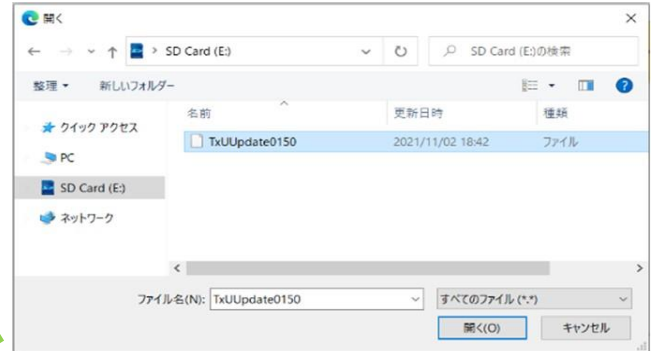 開く
SD Card (E:)
SD Card (E:)の検索
整理
新しいフォルダー
名前
更新日時
種類
クイック アクセス
TxUUpdate0150
2021/11/02 18:42
ファイル
PC
SD Card (E:)
ネットワーク
ファイル名(N):
TxUUpdate0150
すべてのファイル (*.*)
開く(O)
キャンセル